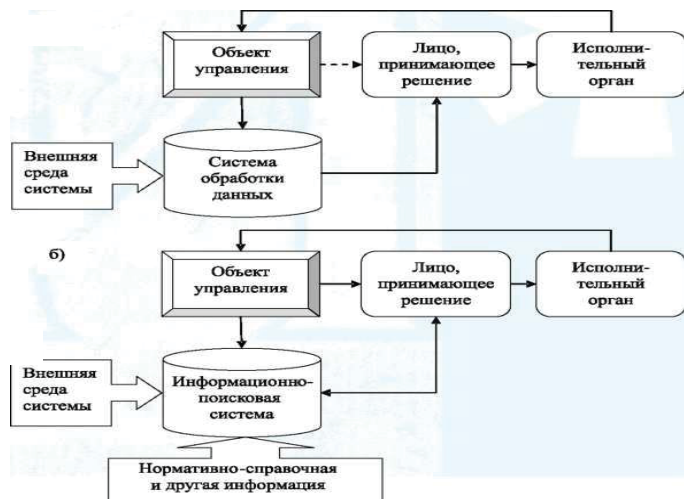 Объект
управления
Лицо,
принимающее
решение
Исполни-
тельный
орган
Внешняя
среда
системы
Система
обработки
данных
б)
Объект
управления
Лицо,
принимающее
решение
Исполни-
тельный
орган
Внешняя
среда
системы
Информационно-
поисковая
система
Нормативно-справочная
и другая информация